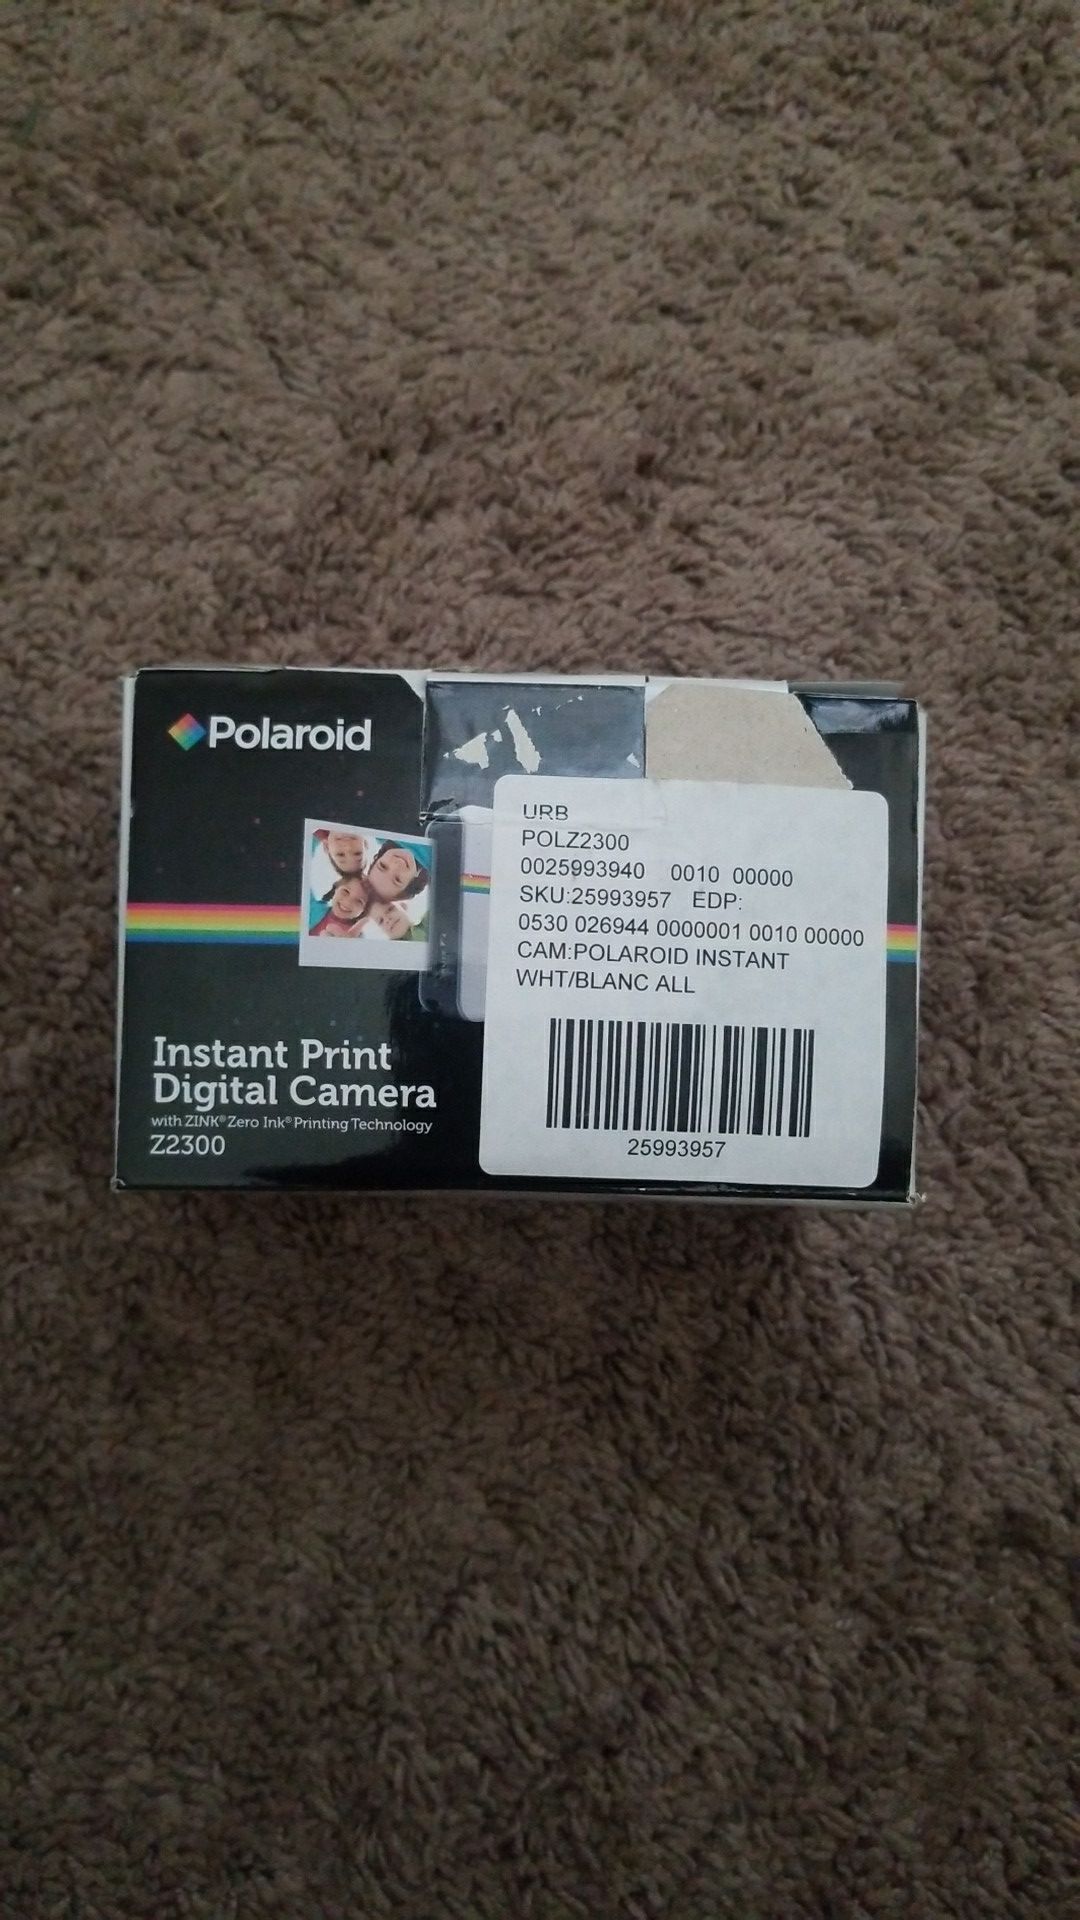 Polaroid
Instant Print
Digital Camera
with ZINK® Zero Ink® Printing Technology
Z2300
URB
POLZ2300
0025993940 0010 00000
SKU:25993957 EDP:
0530 026944 0000001 0010 00000
CAM:POLAROID INSTANT
WHT/BLANC ALL
25993957